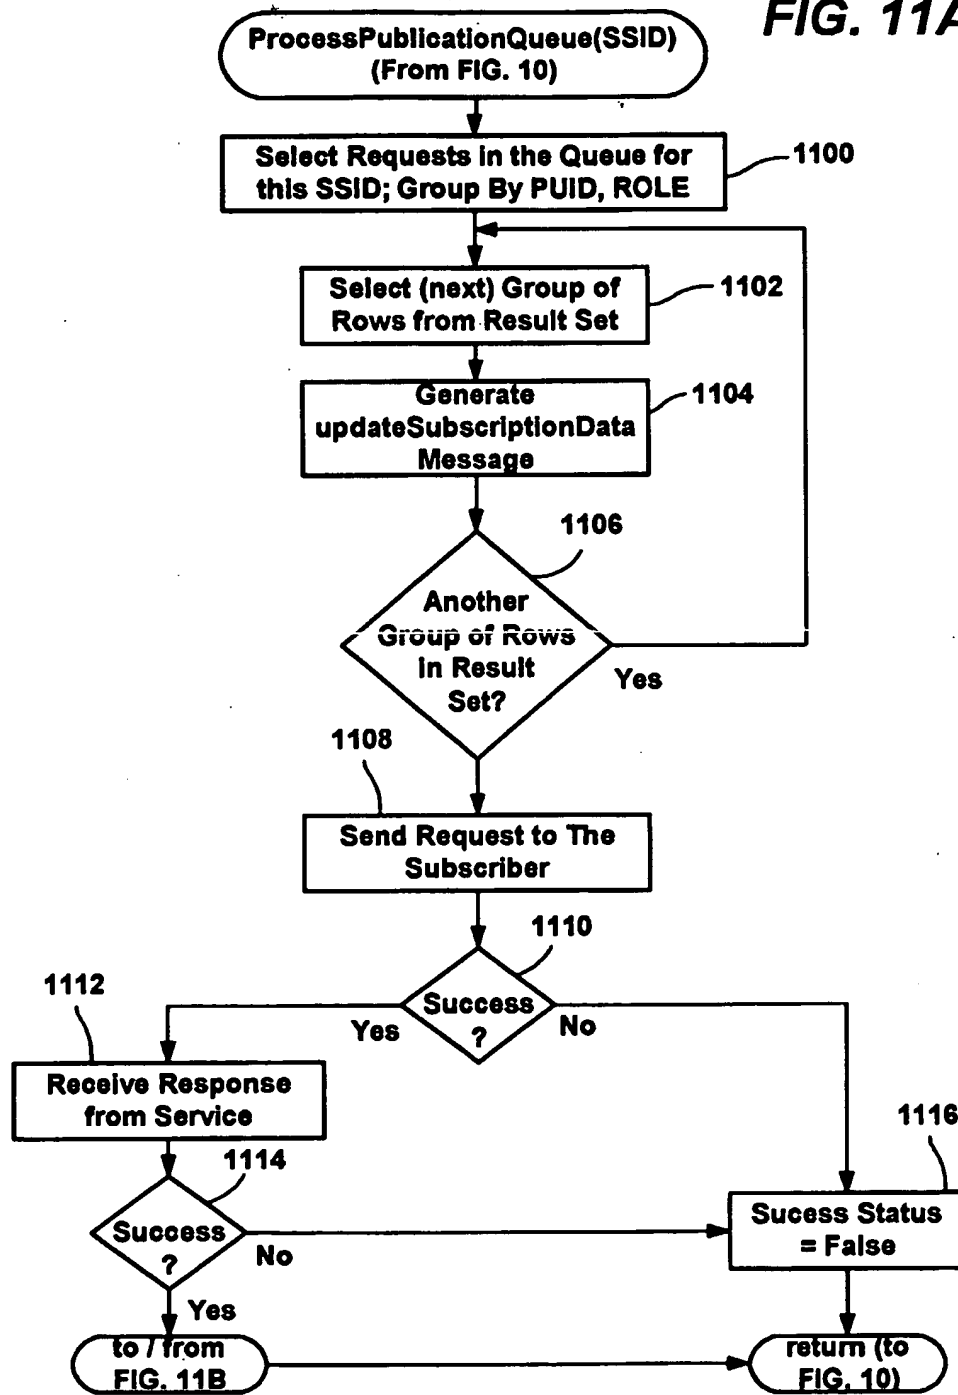 FIG. 11A
ProcessPublicationQueue(SSID)
(From FIG. 10)
Select Requests in the Queue for
this SSID; Group By PUID, ROLE
1100
Select (next) Group of
Rows from Result Set
1102
Generate
updateSubscriptionData
Message
1104
1106
Another
Group of Rows
in Result
Set?
Yes
1108
Send Request to The
Subscriber
1110
Success
?
Yes
No
1112
Receive Response
from Service
1114
Success
?
No
Yes
1116
Sucess Status
= False
to / from
FIG. 11B
return (to
FIG. 10)